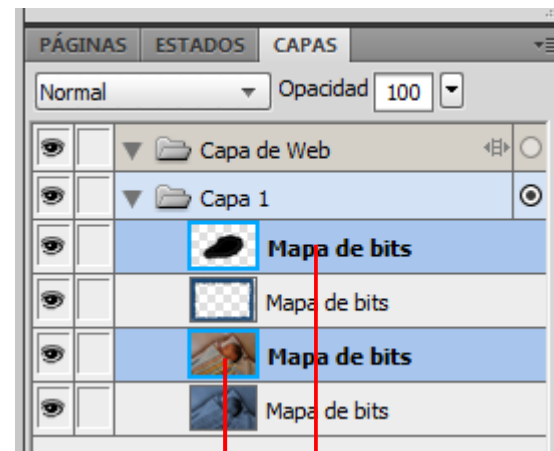 PÁGINAS ESTADOS CAPAS
Normal Opacidad 100
Capa de Web
Capa 1
Mapa de bits
Mapa de bits
Mapa de bits
Mapa de bits